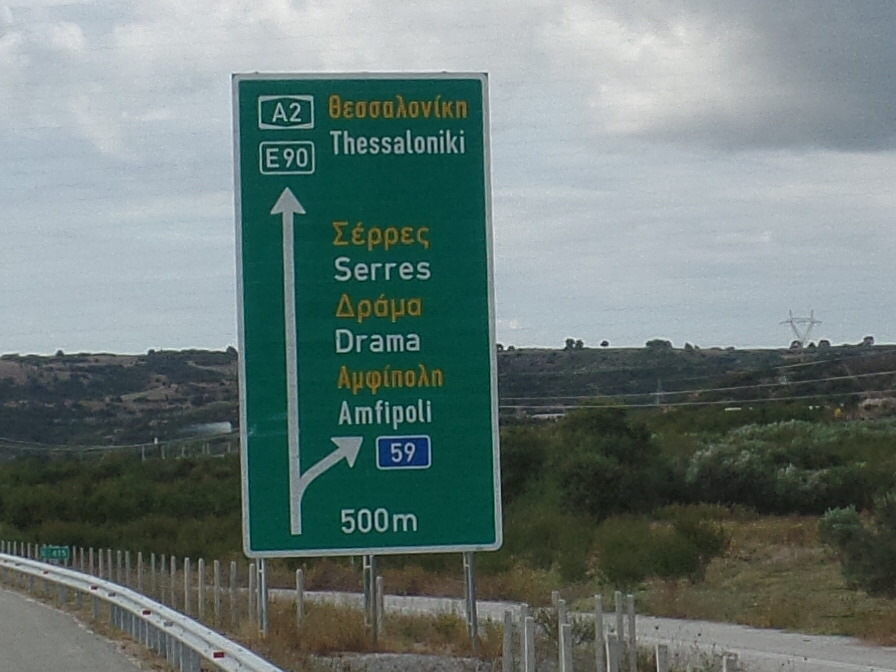 A2 Θεσσαλονίκη
E90 Thessaloniki
Σέρρες
Serres
Δράμα
Drama
Αμφίπολη
Amfipoli
59
500m